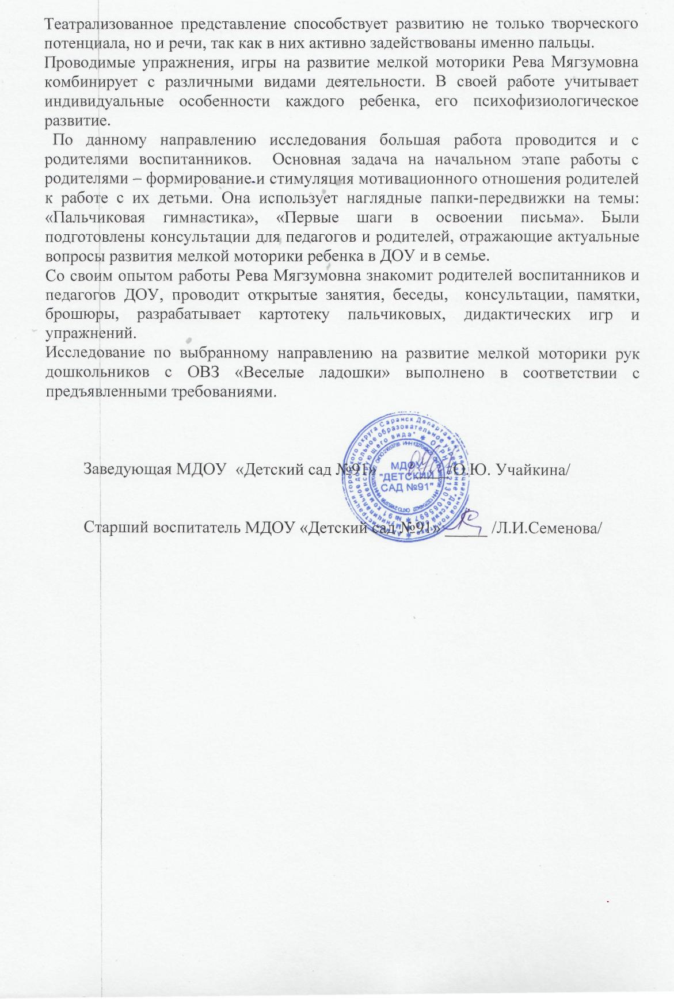 Театрализованное представление способствует развитию не только творческого
потенциала, но и речи, так как в них активно задействованы именно пальцы.
Проводимые упражнения, игры на развитие мелкой моторики Рева Мягзумовна
комбинирует с различными видами деятельности. В своей работе учитывает
индивидуальные особенности каждого ребенка, его психофизиологическое
развитие.
По данному направлению исследования большая работа проводится и с
родителями воспитанников. Основная задача на начальном этапе работы с
родителями – формирование и стимуляция мотивационного отношения родителей
к работе с их детьми. Она использует наглядные папки-передвижки на темы:
«Пальчиковая гимнастика», «Первые шаги в освоении письма». Были
подготовлены консультации для педагогов и родителей, отражающие актуальные
вопросы развития мелкой моторики ребенка в ДОУ и в семье.
Со своим опытом работы Рева Мягзумовна знакомит родителей воспитанников и
педагогов ДОУ, проводит открытые занятия, беседы, консультации, памятки,
брошюры, разрабатывает картотеку пальчиковых, дидактических игр и
упражнений.
Исследование по выбранному направлению на развитие мелкой моторики рук
дошкольников с ОВЗ «Веселые ладошки» выполнено в соответствии с
предъявленными требованиями.
Заведующая МДОУ «Детский сад №91» /О.Ю. Учайкина/
МДОУ
"ДЕТСКИЙ
САД №91"
Старший воспитатель МДОУ «Детский сад №91» _____ /Л.И.Семенова/